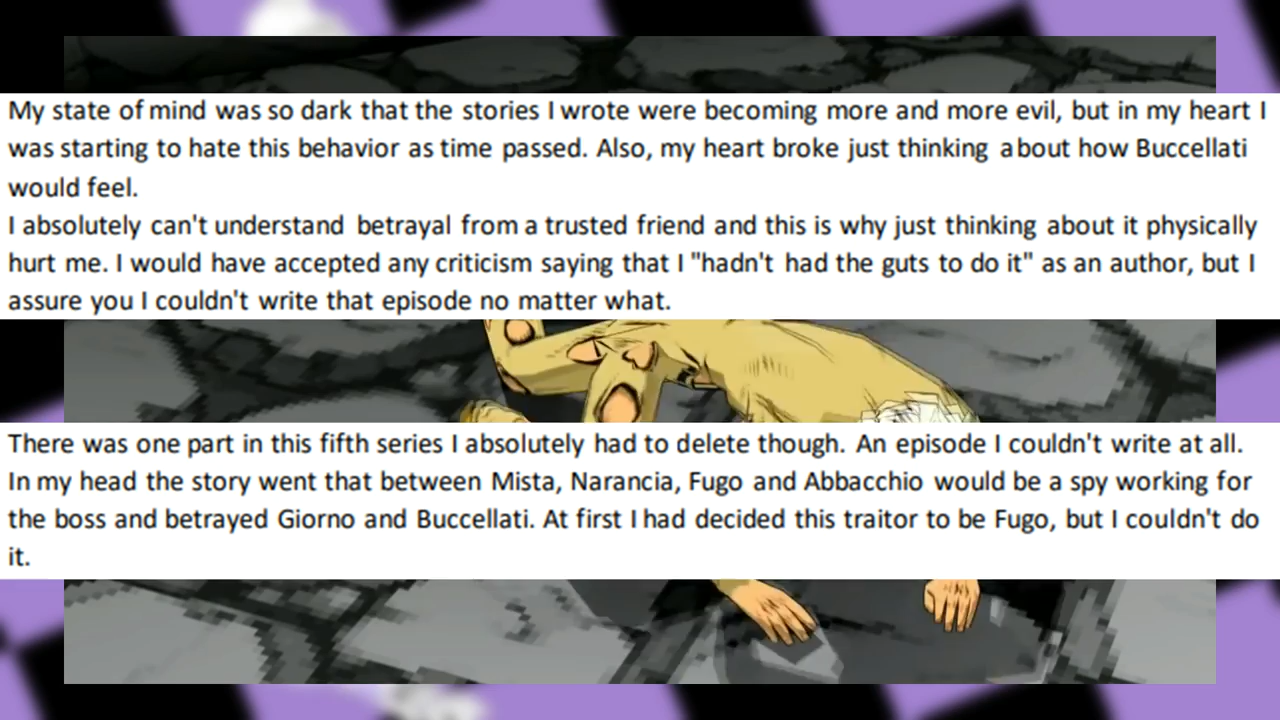 My state of mind was so dark that the stories I wrote were becoming more and more evil, but in my heart I
was starting to hate this behavior as time passed. Also, my heart broke just thinking about how Buccellati
would feel.
I absolutely can't understand betrayal from a trusted friend and this is why just thinking about it physically
hurt me. I would have accepted any criticism saying that I "hadn't had the guts to do it" as an author, but I
assure you I couldn't write that episode no matter what.
There was one part in this fifth series I absolutely had to delete though. An episode I couldn't write at all.
In my head the story went that between Mista, Narancia, Fugo and Abbacchio would be a spy working for
the boss and betrayed Giorno and Buccellati. At first I had decided this traitor to be Fugo, but I couldn't do
it.